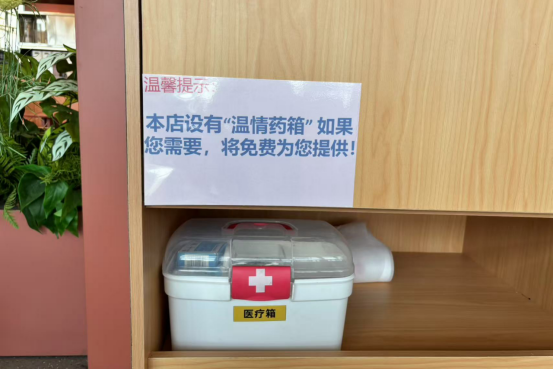 温馨提示：
本店设有“温情药箱”如果
您需要，将免费为您提供！
医疗箱